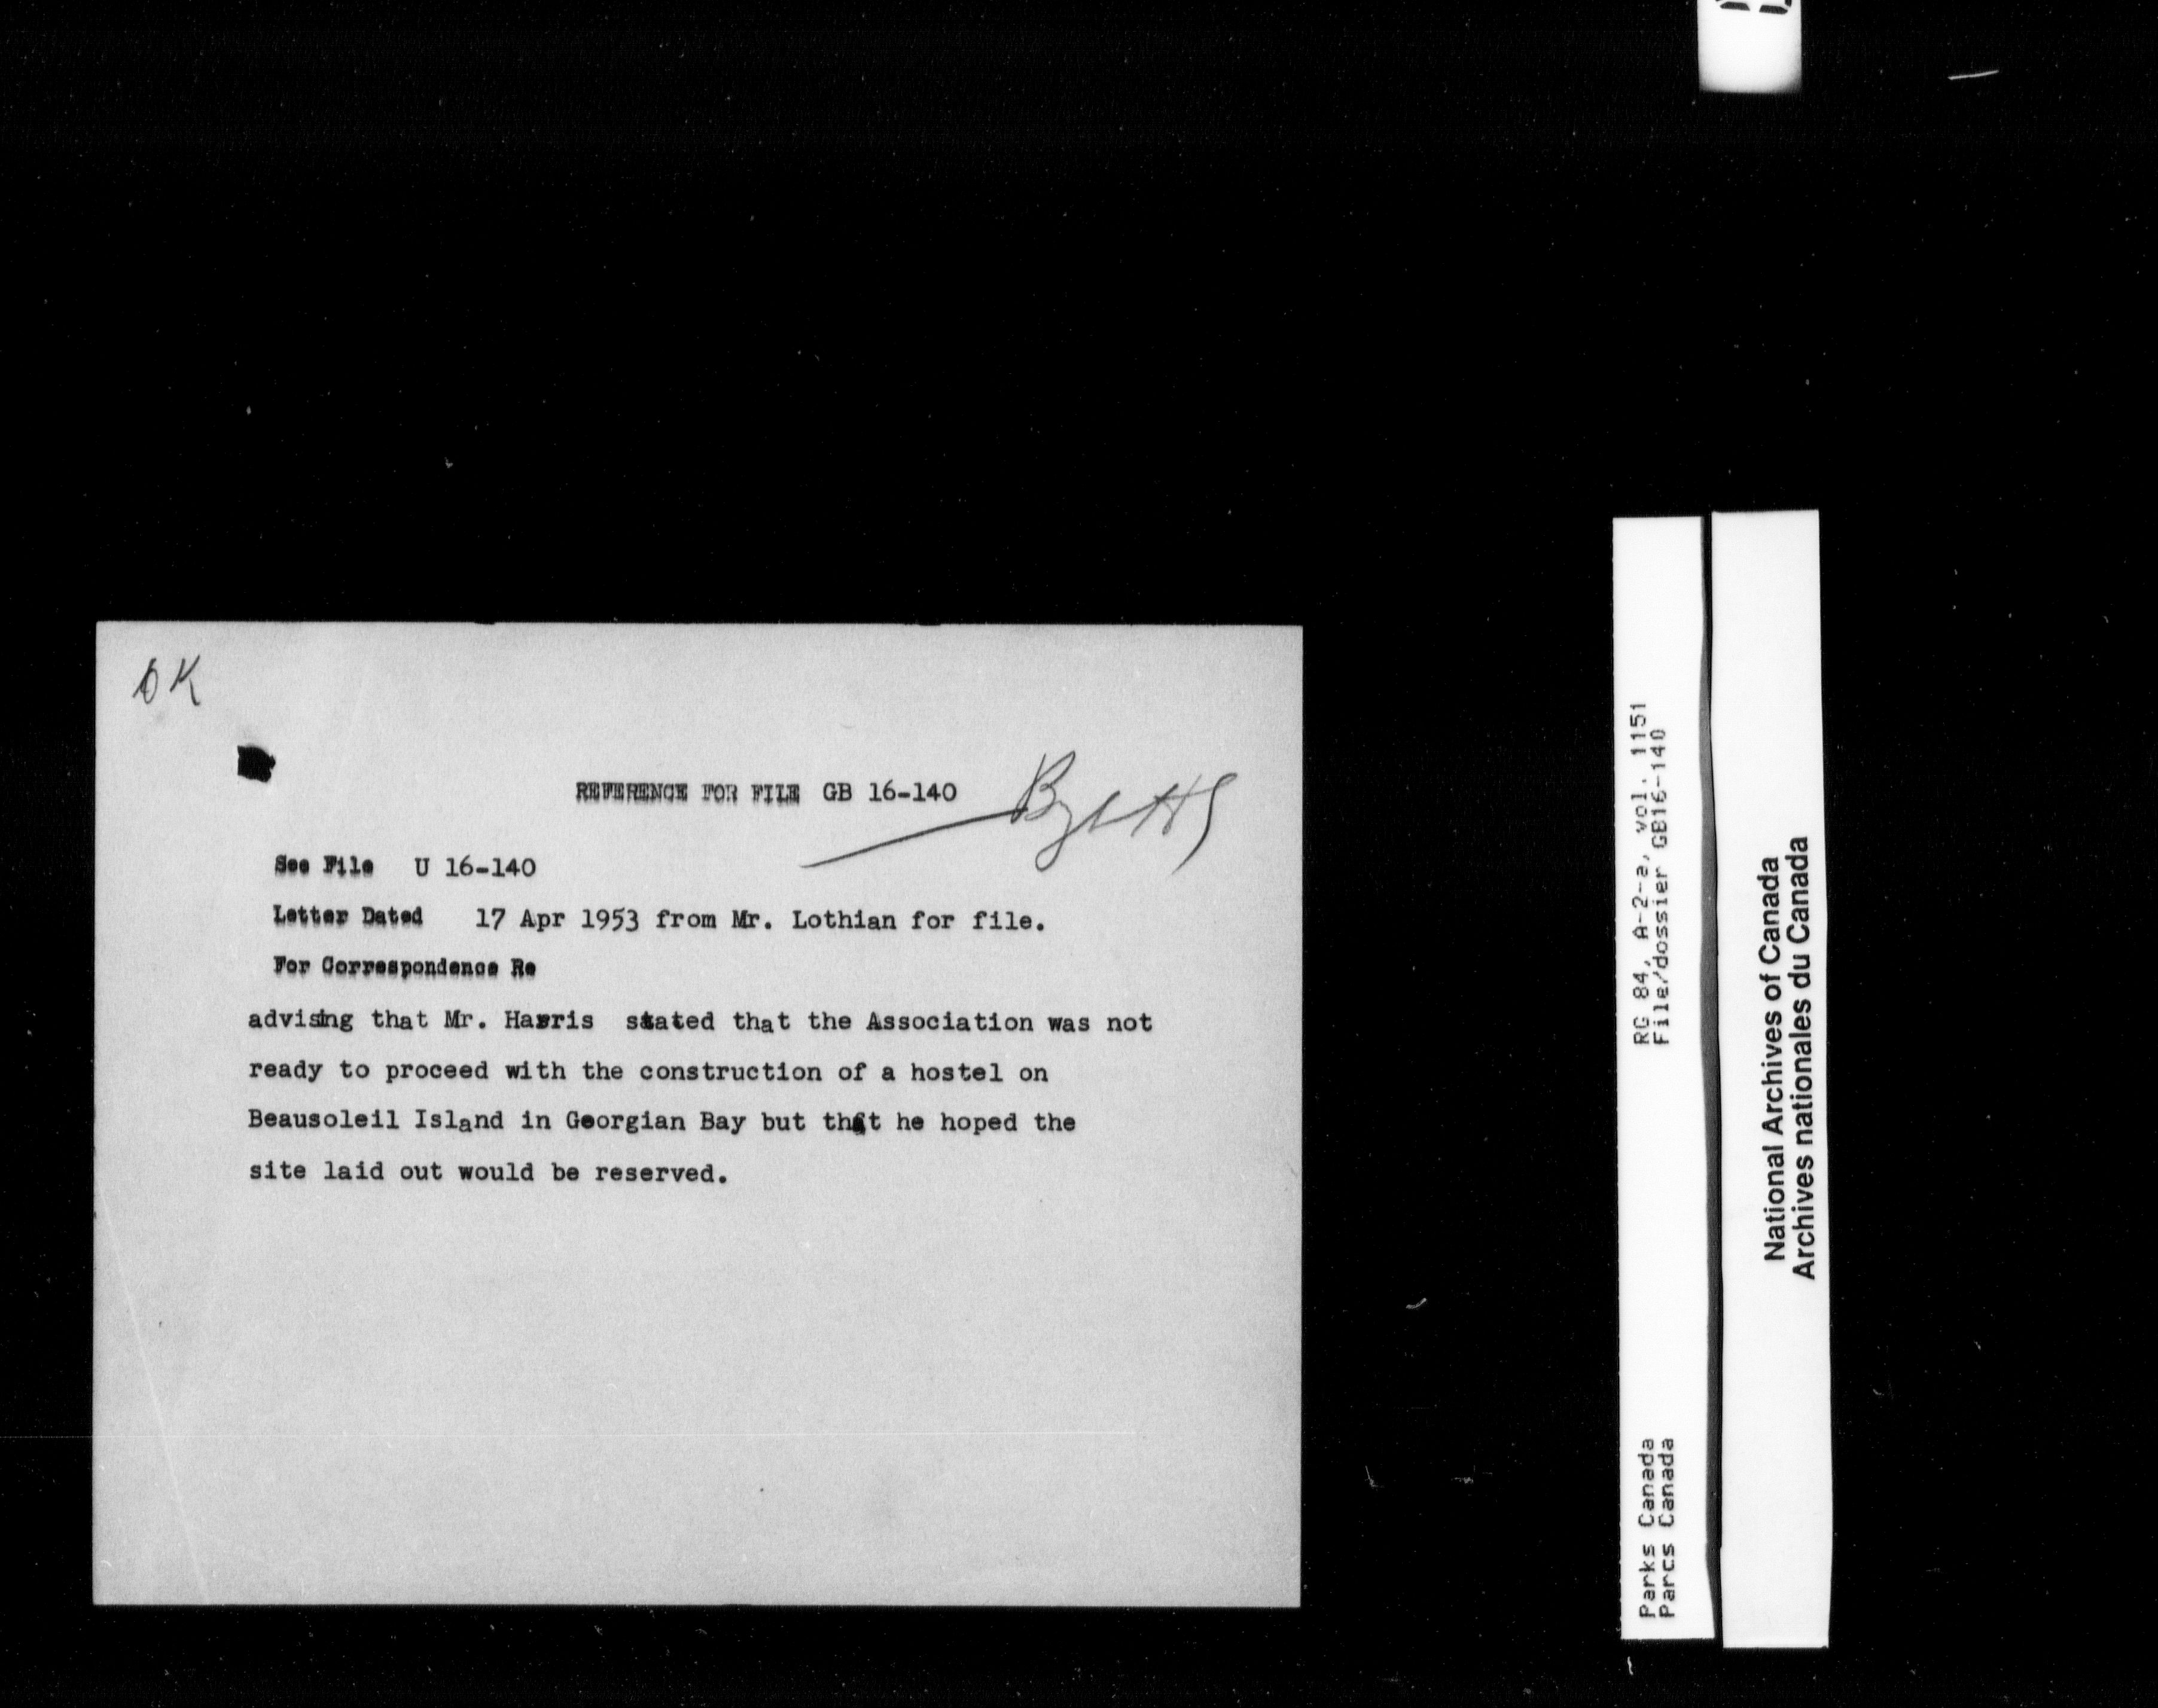 OK
REFERENCE FOR FILE GB 16-140
See File U 16-140
Letter Dated 17 Apr 1953 from Mr. Lothian for file.
For Correspondence Re
advising that Mr. Harris stated that the Association was not
ready to proceed with the construction of a hostel on
Beausoleil Island in Georgian Bay but that he hoped the
site laid out would be reserved.
RG 84, A-2-a, vol. 1151
File/dossier GB16-140
Parks Canada
Parcs Canada
National Archives of Canada
Archives nationales du Canada